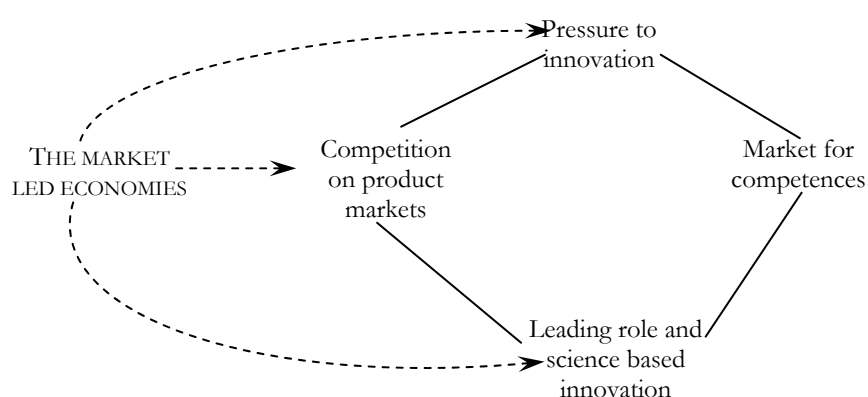 Pressure to
innovation
THE MARKET
LED ECONOMIES
Competition
on product
markets
Market for
competences
Leading role and
science based
innovation